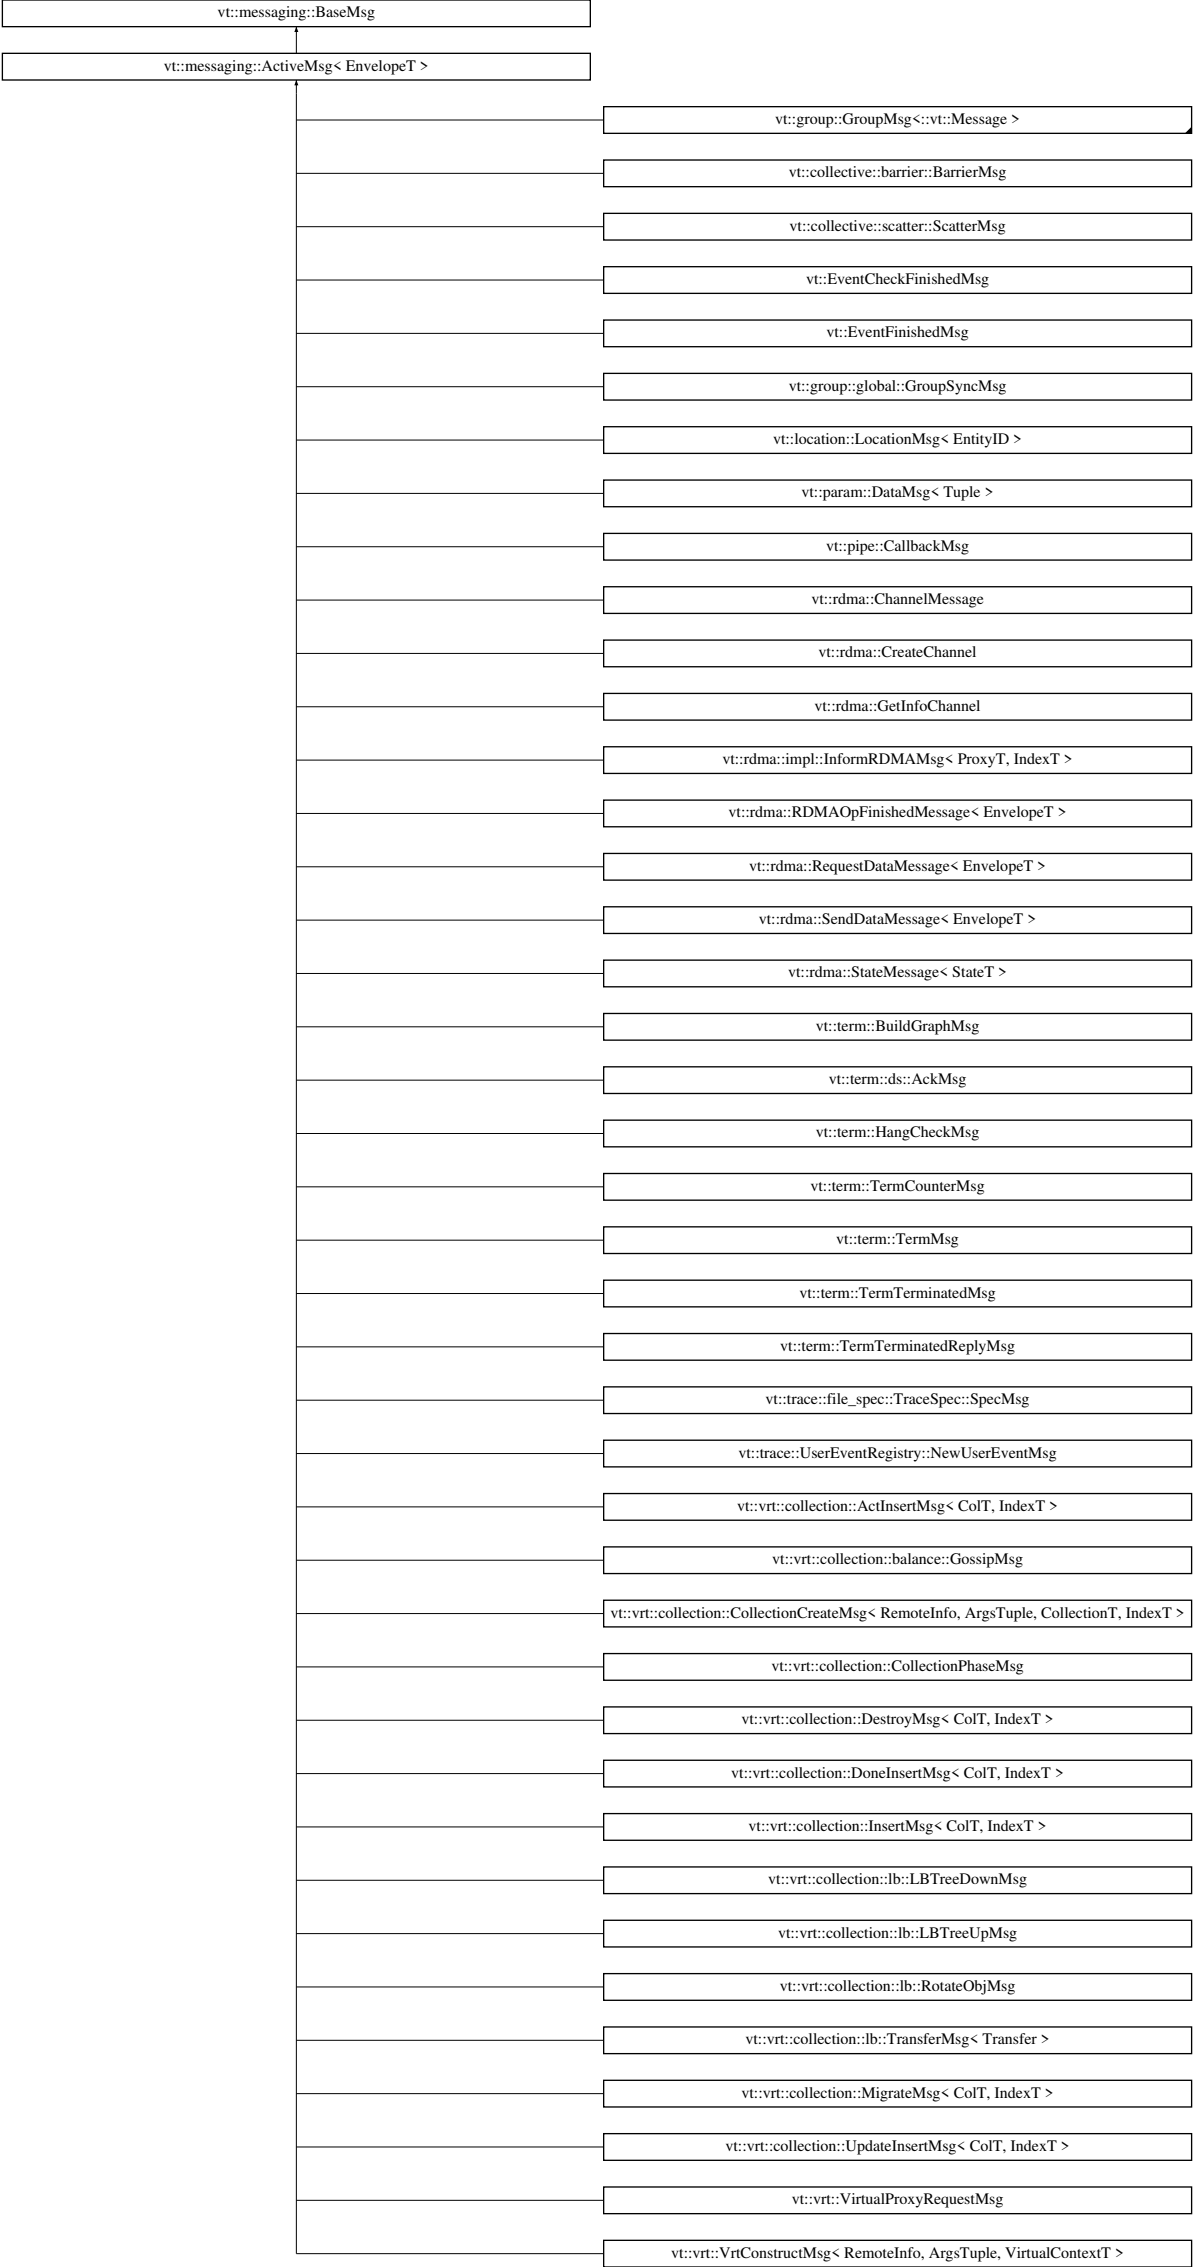 vt::messaging::BaseMsg
vt::messaging::ActiveMsg< EnvelopeT >
vt::group::GroupMsg<::vt::Message >
vt::collective::barrier::BarrierMsg
vt::collective::scatter::ScatterMsg
vt::EventCheckFinishedMsg
vt::EventFinishedMsg
vt::group::global::GroupSyncMsg
vt::location::LocationMsg< EntityID >
vt::param::DataMsg< Tuple >
vt::pipe::CallbackMsg
vt::rdma::ChannelMessage
vt::rdma::CreateChannel
vt::rdma::GetInfoChannel
vt::rdma::impl::InformRDMAMsg< ProxyT, IndexT >
vt::rdma::RDMAOpFinishedMessage< EnvelopeT >
vt::rdma::RequestDataMessage< EnvelopeT >
vt::rdma::SendDataMessage< EnvelopeT >
vt::rdma::StateMessage< StateT >
vt::term::BuildGraphMsg
vt::term::ds::AckMsg
vt::term::HangCheckMsg
vt::term::TermCounterMsg
vt::term::TermMsg
vt::term::TermTerminatedMsg
vt::term::TermTerminatedReplyMsg
vt::trace::file_spec::TraceSpec::SpecMsg
vt::trace::UserEventRegistry::NewUserEventMsg
vt::vrt::collection::ActInsertMsg< ColT, IndexT >
vt::vrt::collection::balance::GossipMsg
vt::vrt::collection::CollectionCreateMsg< RemoteInfo, ArgsTuple, CollectionT, IndexT >
vt::vrt::collection::CollectionPhaseMsg
vt::vrt::collection::DestroyMsg< ColT, IndexT >
vt::vrt::collection::DoneInsertMsg< ColT, IndexT >
vt::vrt::collection::InsertMsg< ColT, IndexT >
vt::vrt::collection::lb::LBTreeDownMsg
vt::vrt::collection::lb::LBTreeUpMsg
vt::vrt::collection::lb::RotateObjMsg
vt::vrt::collection::lb::TransferMsg< Transfer >
vt::vrt::collection::MigrateMsg< ColT, IndexT >
vt::vrt::collection::UpdateInsertMsg< ColT, IndexT >
vt::vrt::VirtualProxyRequestMsg
vt::vrt::VrtConstructMsg< RemoteInfo, ArgsTuple, VirtualContextT >